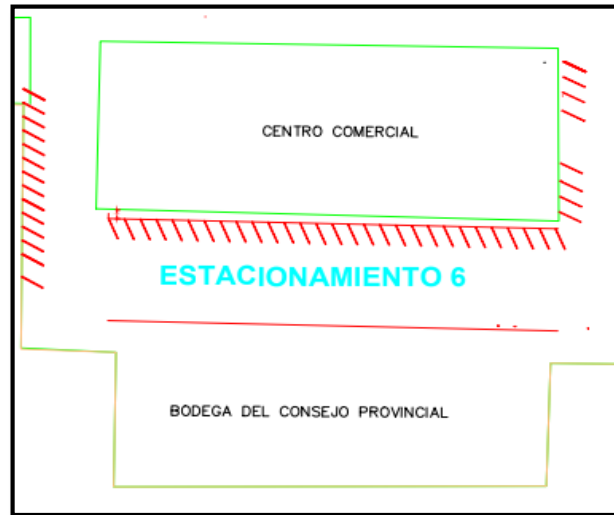 CENTRO COMERCIAL
ESTACIONAMIENTO 6
BODEGA DEL CONSEJO PROVINCIAL